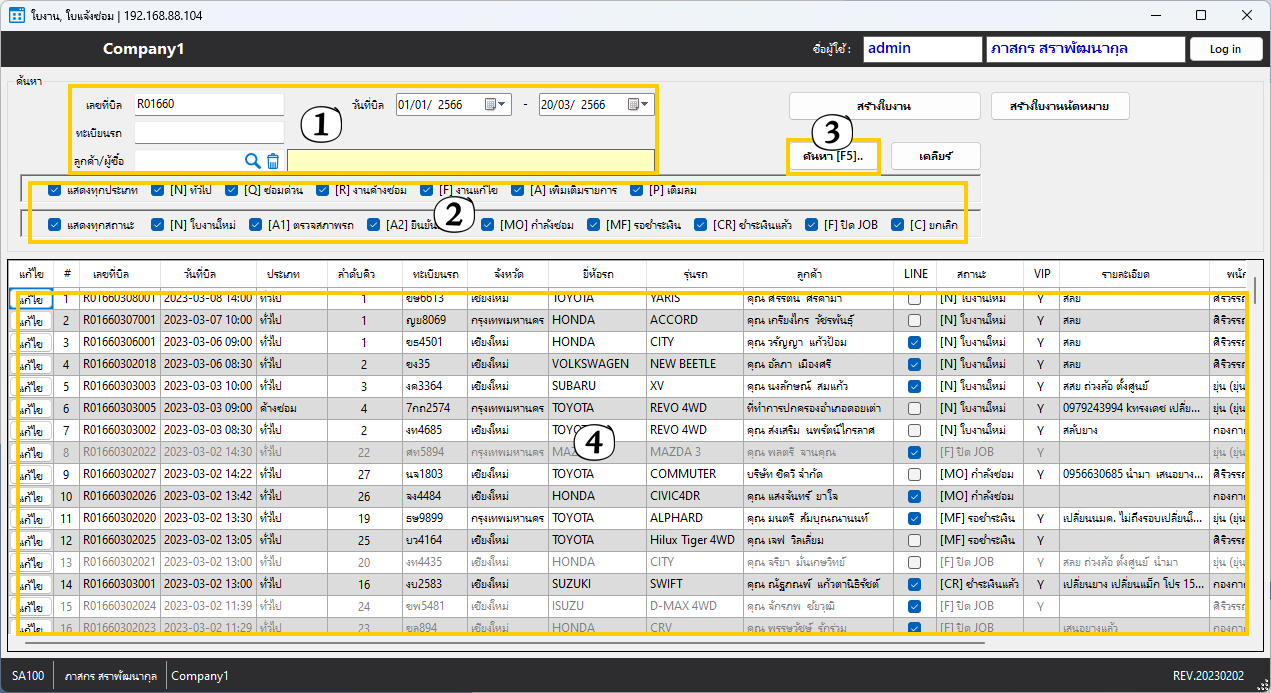 ใบงาน, ใบแจ้งซ่อม | 192.168.88.104
Company1 ชื่อผู้ใช้ : admin ภาสกร สราพัฒนากุล Log in
ค้นหา
เลขที่บิล R01660 วันที่บิล 01/01/ 2566 - 20/03/ 2566 สร้างใบงาน สร้างใบงานนัดหมาย
1
ทะเบียนรถ
3
ลูกค้า/ผู้ซื้อ ค้นหา [F5].. เคลียร์
แสดงทุกประเภท [N] ทั่วไป [Q] ซ่อมด่วน [R] งานค้างซ่อม [F] งานแก้ไข [A] เพิ่มเติมรายการ [P] เติมลม
2
แสดงทุกสถานะ [N] ใบงานใหม่ [A1] ตรวจสภาพรถ [A2] [MO] กำลังซ่อม [MF] รอชำระเงิน [CR] ชำระเงินแล้ว [F] ปิด JOB [C] ยกเลิก
แก้ไข # เลขที่บิล วันที่บิล ประเภท ลำดับคิว ทะเบียนรถ จังหวัด ยี่ห้อรถ รุ่นรถ ลูกค้า LINE สถานะ VIP รายละเอียด
แก้ไข 1 R01660308001 2023-03-08 14:00 ทั่วไป 1 ขษ6613 เชียงใหม่ TOYOTA YARIS [N] ใบงานใหม่ Y สลย
แก้ไข 2 R01660307001 2023-03-07 10:00 ทั่วไป 1 ญย8069 กรุงเทพมหานคร HONDA ACCORD คุณ เกรียงไกร วัชรพันธุ์ [N] ใบงานใหม่ Y สลย ศิริวรรถ
แก้ไข 3 R01660306001 2023-03-06 09:00 ทั่วไป 1 ขธ4501 เชียงใหม่ HONDA CITY คุณ วรัญญา แก้วป้อม [N] ใบงานใหม่ Y สลย ศิริวรรถ
แก้ไข 4 R01660302018 2023-03-06 08:30 ทั่วไป 2 ขง35 เชียงใหม่ VOLKSWAGEN NEW BEETLE คุณ อัลภา เมืองศรี [N] ใบงานใหม่ Y สลย ศิริวรรถ
แก้ไข 5 R01660303003 2023-03-03 10:00 ทั่วไป 3 งค3364 เชียงใหม่ SUBARU XV คุณ นงลักษณ์ สมแก้ว [N] ใบงานใหม่ Y สสย ถ่วงล้อ ตั้งศูนย์ ยุ่น (ยุ่น
แก้ไข 6 R01660303005 2023-03-03 09:00 ค้างซ่อม 4 7กก2574 กรุงเทพมหานคร TOYOTA REVO 4WD ที่ทำการปกครองอำเภอดอยเต่า [N] ใบงานใหม่ Y 0979243994 kทรงเดช เปลี่ย... ยุ่น (ยุ่น
แก้ไข 7 R01660303002 2023-03-03 08:30 ทั่วไป 2 งท4685 เชียงใหม่ TOYOTA REVO 4WD คุณ ส่งเสริม นพรัตน์ไกรลาศ [N] ใบงานใหม่ Y สลับยาง
4
แก้ไข 8 R01660302022 2023-03-02 14:30 ทั่วไป 22 ศท5894 กรุงเทพมหานคร MAZDA 3 คุณ พลตรี จานคุณ [F] ปิด JOB Y ยุ่น (ยุ่น
แก้ไข 9 R01660302027 2023-03-02 14:22 ทั่วไป 27 นจ1803 เชียงใหม่ TOYOTA COMMUTER บริษัท ซิตวี จำกัด [MO] กำลังซ่อม Y 0956630685 น้ำมา เสนอยาง... ศิริวรรถ
แก้ไข 10 R01660302026 2023-03-02 13:42 ทั่วไป 26 จง4484 เชียงใหม่ HONDA CIVIC4DR คุณ แสงจันทร์ ยาใจ [MO] กำลังซ่อม
แก้ไข 11 R01660302020 2023-03-02 13:30 ทั่วไป 19 ธษ9899 กรุงเทพมหานคร TOYOTA ALPHARD คุณ มนตรี สัมบุณณานนท์ [MF] รอชำระเงิน Y เปลี่ยนนมค. ไม่ถึงรอบเปลี่ยนไ... ยุ่น (ยุ่น
แก้ไข 12 R01660302025 2023-03-02 13:05 ทั่วไป 25 บว4164 เชียงใหม่ TOYOTA Hilux Tiger 4WD คุณ เจฟ วิลเลี่ยม [MF] รอชำระเงิน Y ศิริวรรถ
แก้ไข 13 R01660302021 2023-03-02 13:00 ทั่วไป 20 งท4435 เชียงใหม่ HONDA CITY คุณ จริยา มั่นเกษวิทย์ [F] ปิด JOB Y สลย ถ่วงล้อ ตั้งศูนย์ น้ำมา ยุ่น (ยุ่น
แก้ไข 14 R01660303001 2023-03-02 13:00 ทั่วไป 16 งบ2583 เชียงใหม่ SUZUKI SWIFT คุณ ณัฐภณพ์ แก้วตานิธิรัชต์ [CR] ชำระเงินแล้ว Y เปลี่ยนยาง เปลี่ยนแม็ก โปร 15...
แก้ไข 15 R01660302024 2023-03-02 11:39 ทั่วไป 24 ขพ5481 เชียงใหม่ ISUZU D-MAX 4WD คุณ จักรภพ ชัยวุฒิ [F] ปิด JOB Y ศิริวรรถ
แก้ไข 16 R01660302023 2023-03-02 11:29 ทั่วไป 23 ขล894 เชียงใหม่ HONDA CRV คุณ พรรษวัชษ์ รักร่วม [F] ปิด JOB เสนอยางแล้ว
SA100 ภาสกร สราพัฒนากุล Company1 REV.20230202